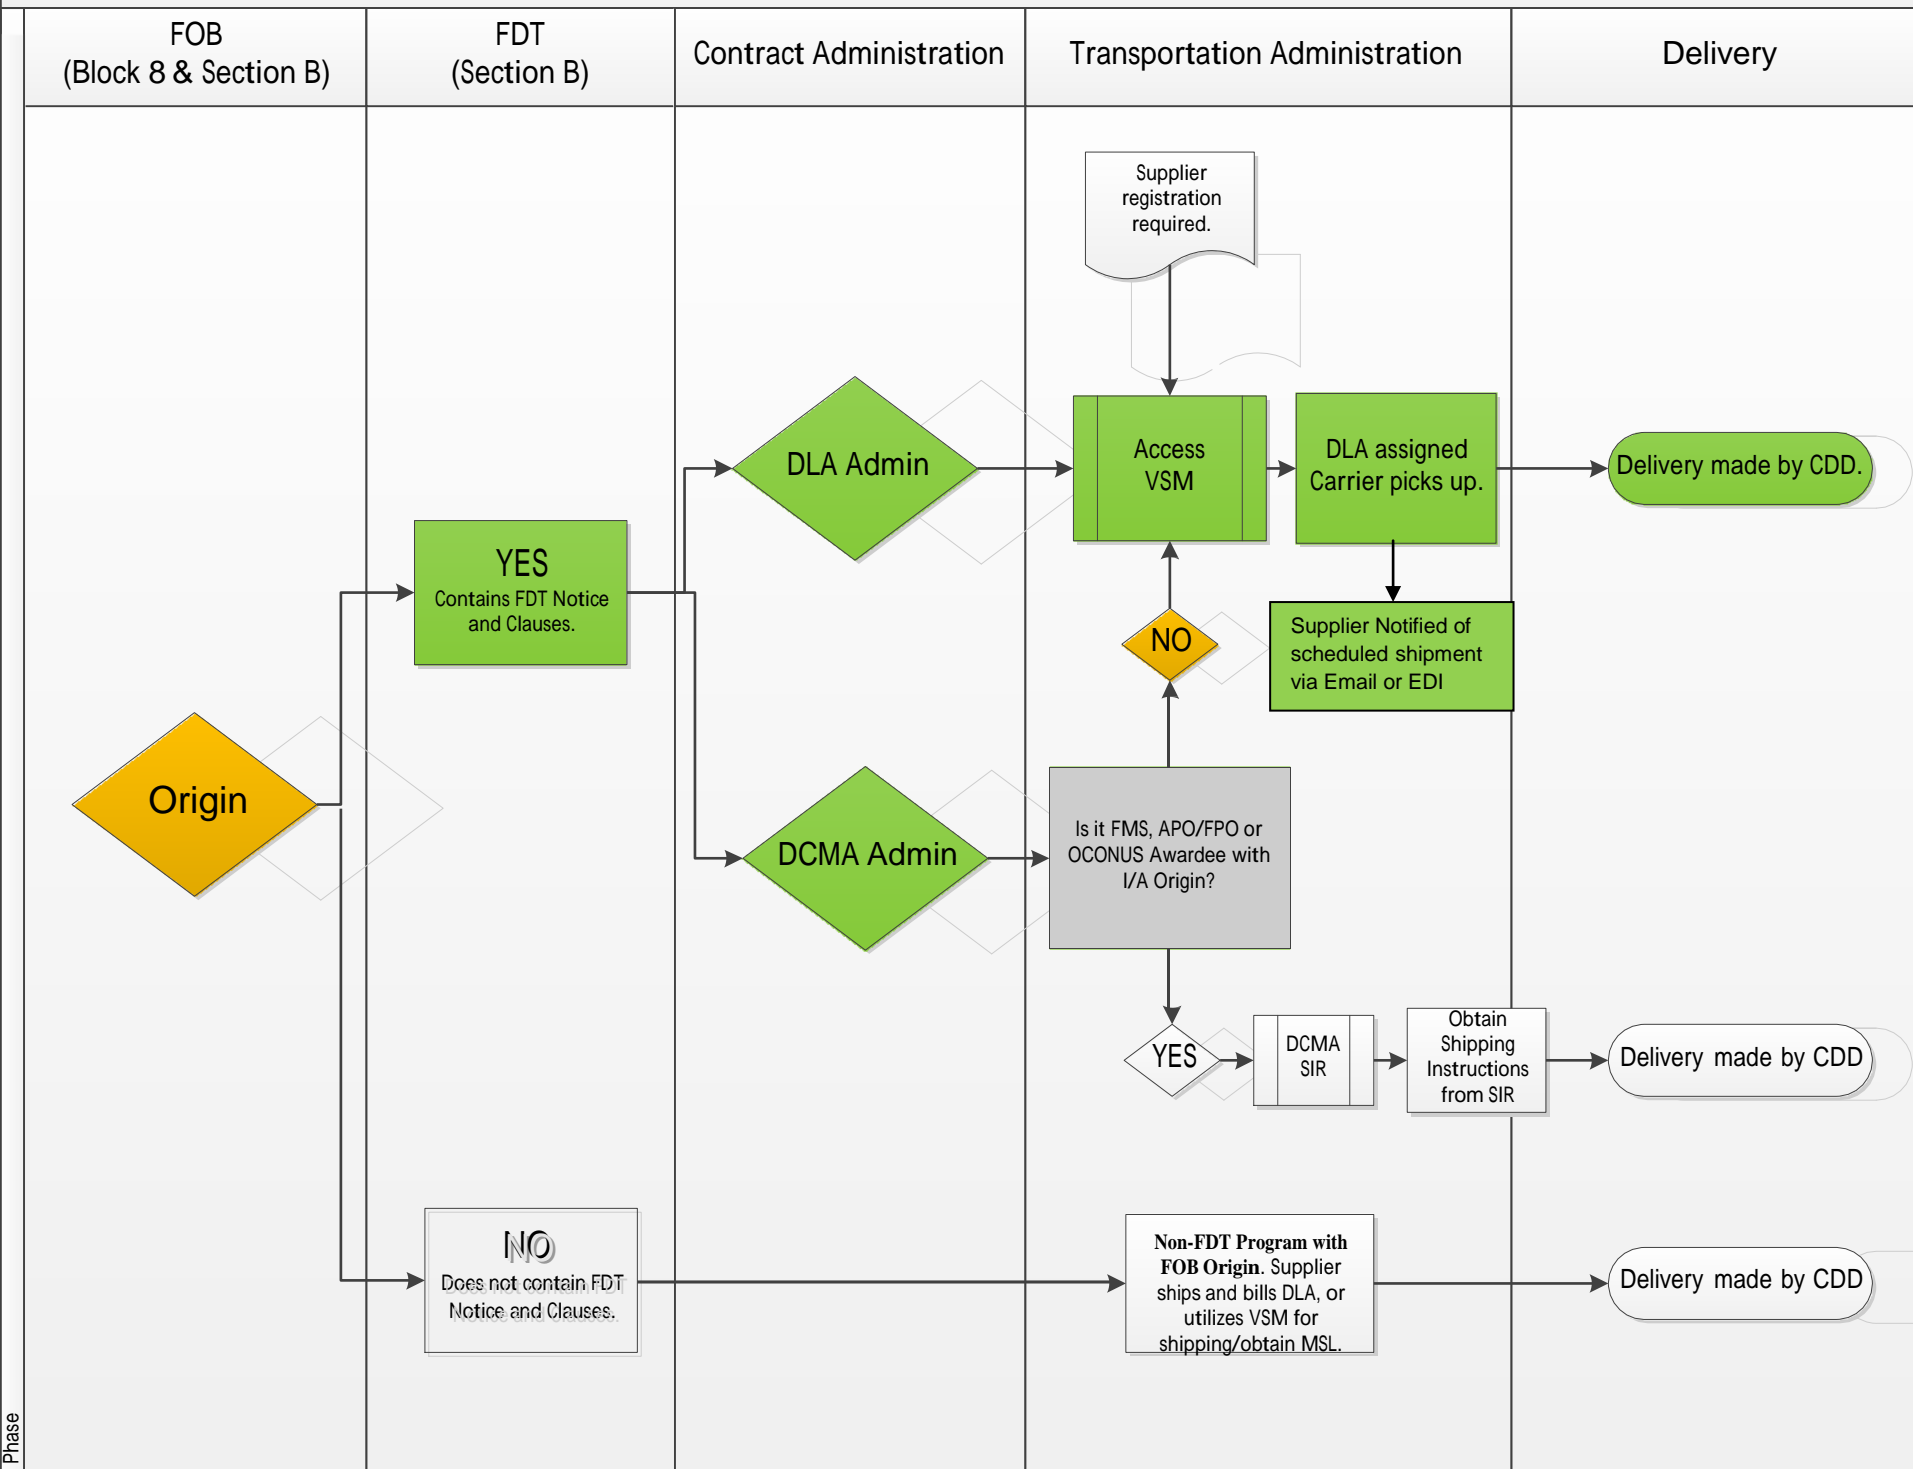 FOB
(Block 8 & Section B)
FDT
(Section B)
Contract Administration
Transportation Administration
Delivery
Supplier
registration
required.
DLA Admin
Access
VSM
DLA assigned
Carrier picks up.
Delivery made by CDD.
YES
Contains FDT Notice
and Clauses.
NO
Supplier Notified of
scheduled shipment
via Email or EDI
Origin
DCMA Admin
Is it FMS, APO/FPO or
OCONUS Awardee with
I/A Origin?
YES
DCMA
SIR
Obtain
Shipping
Instructions
from SIR
Delivery made by CDD
NO
Does not contain FDT
Notice and Clauses.
Non-FDT Program with
FOB Origin. Supplier
ships and bills DLA, or
utilizes VSM for
shipping/obtain MSL.
Delivery made by CDD
Phase